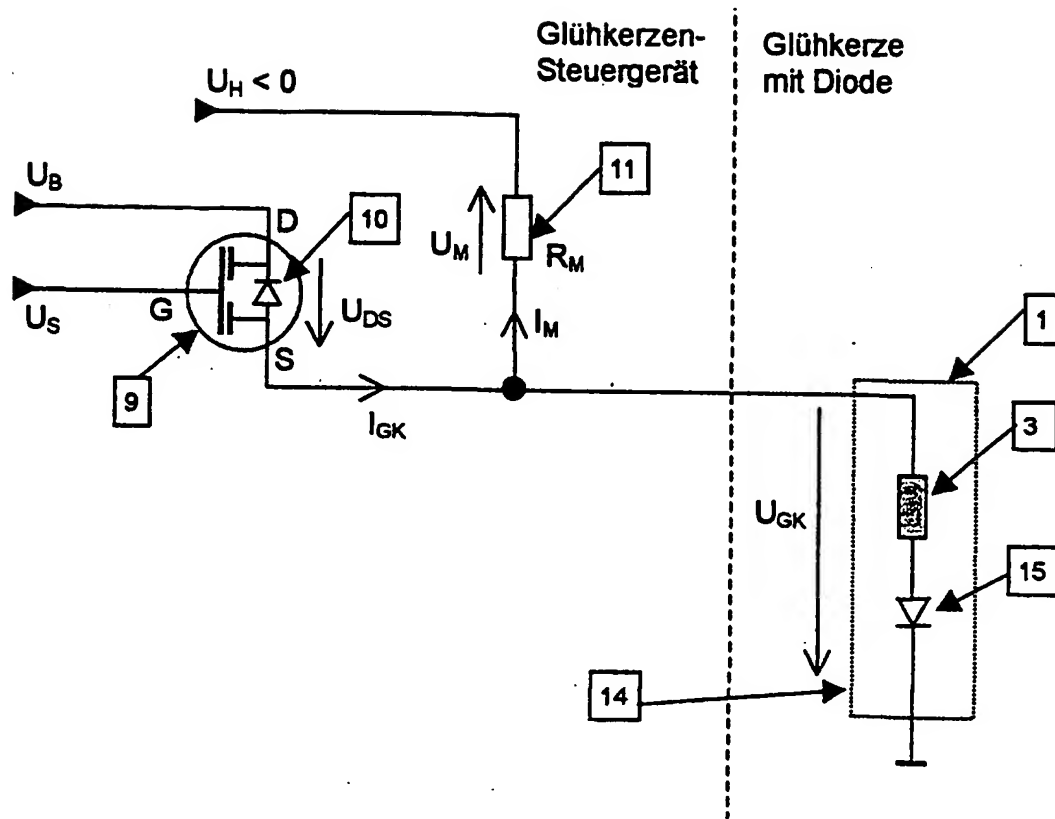 Glühkerzen-
Steuergerät
Glühkerze
mit Diode
U_H < 0
11
U_B
D
10
U_M
R_M
G
U_DS
U_S
I_M
S
1
9
I_GK
3
U_GK
15
14